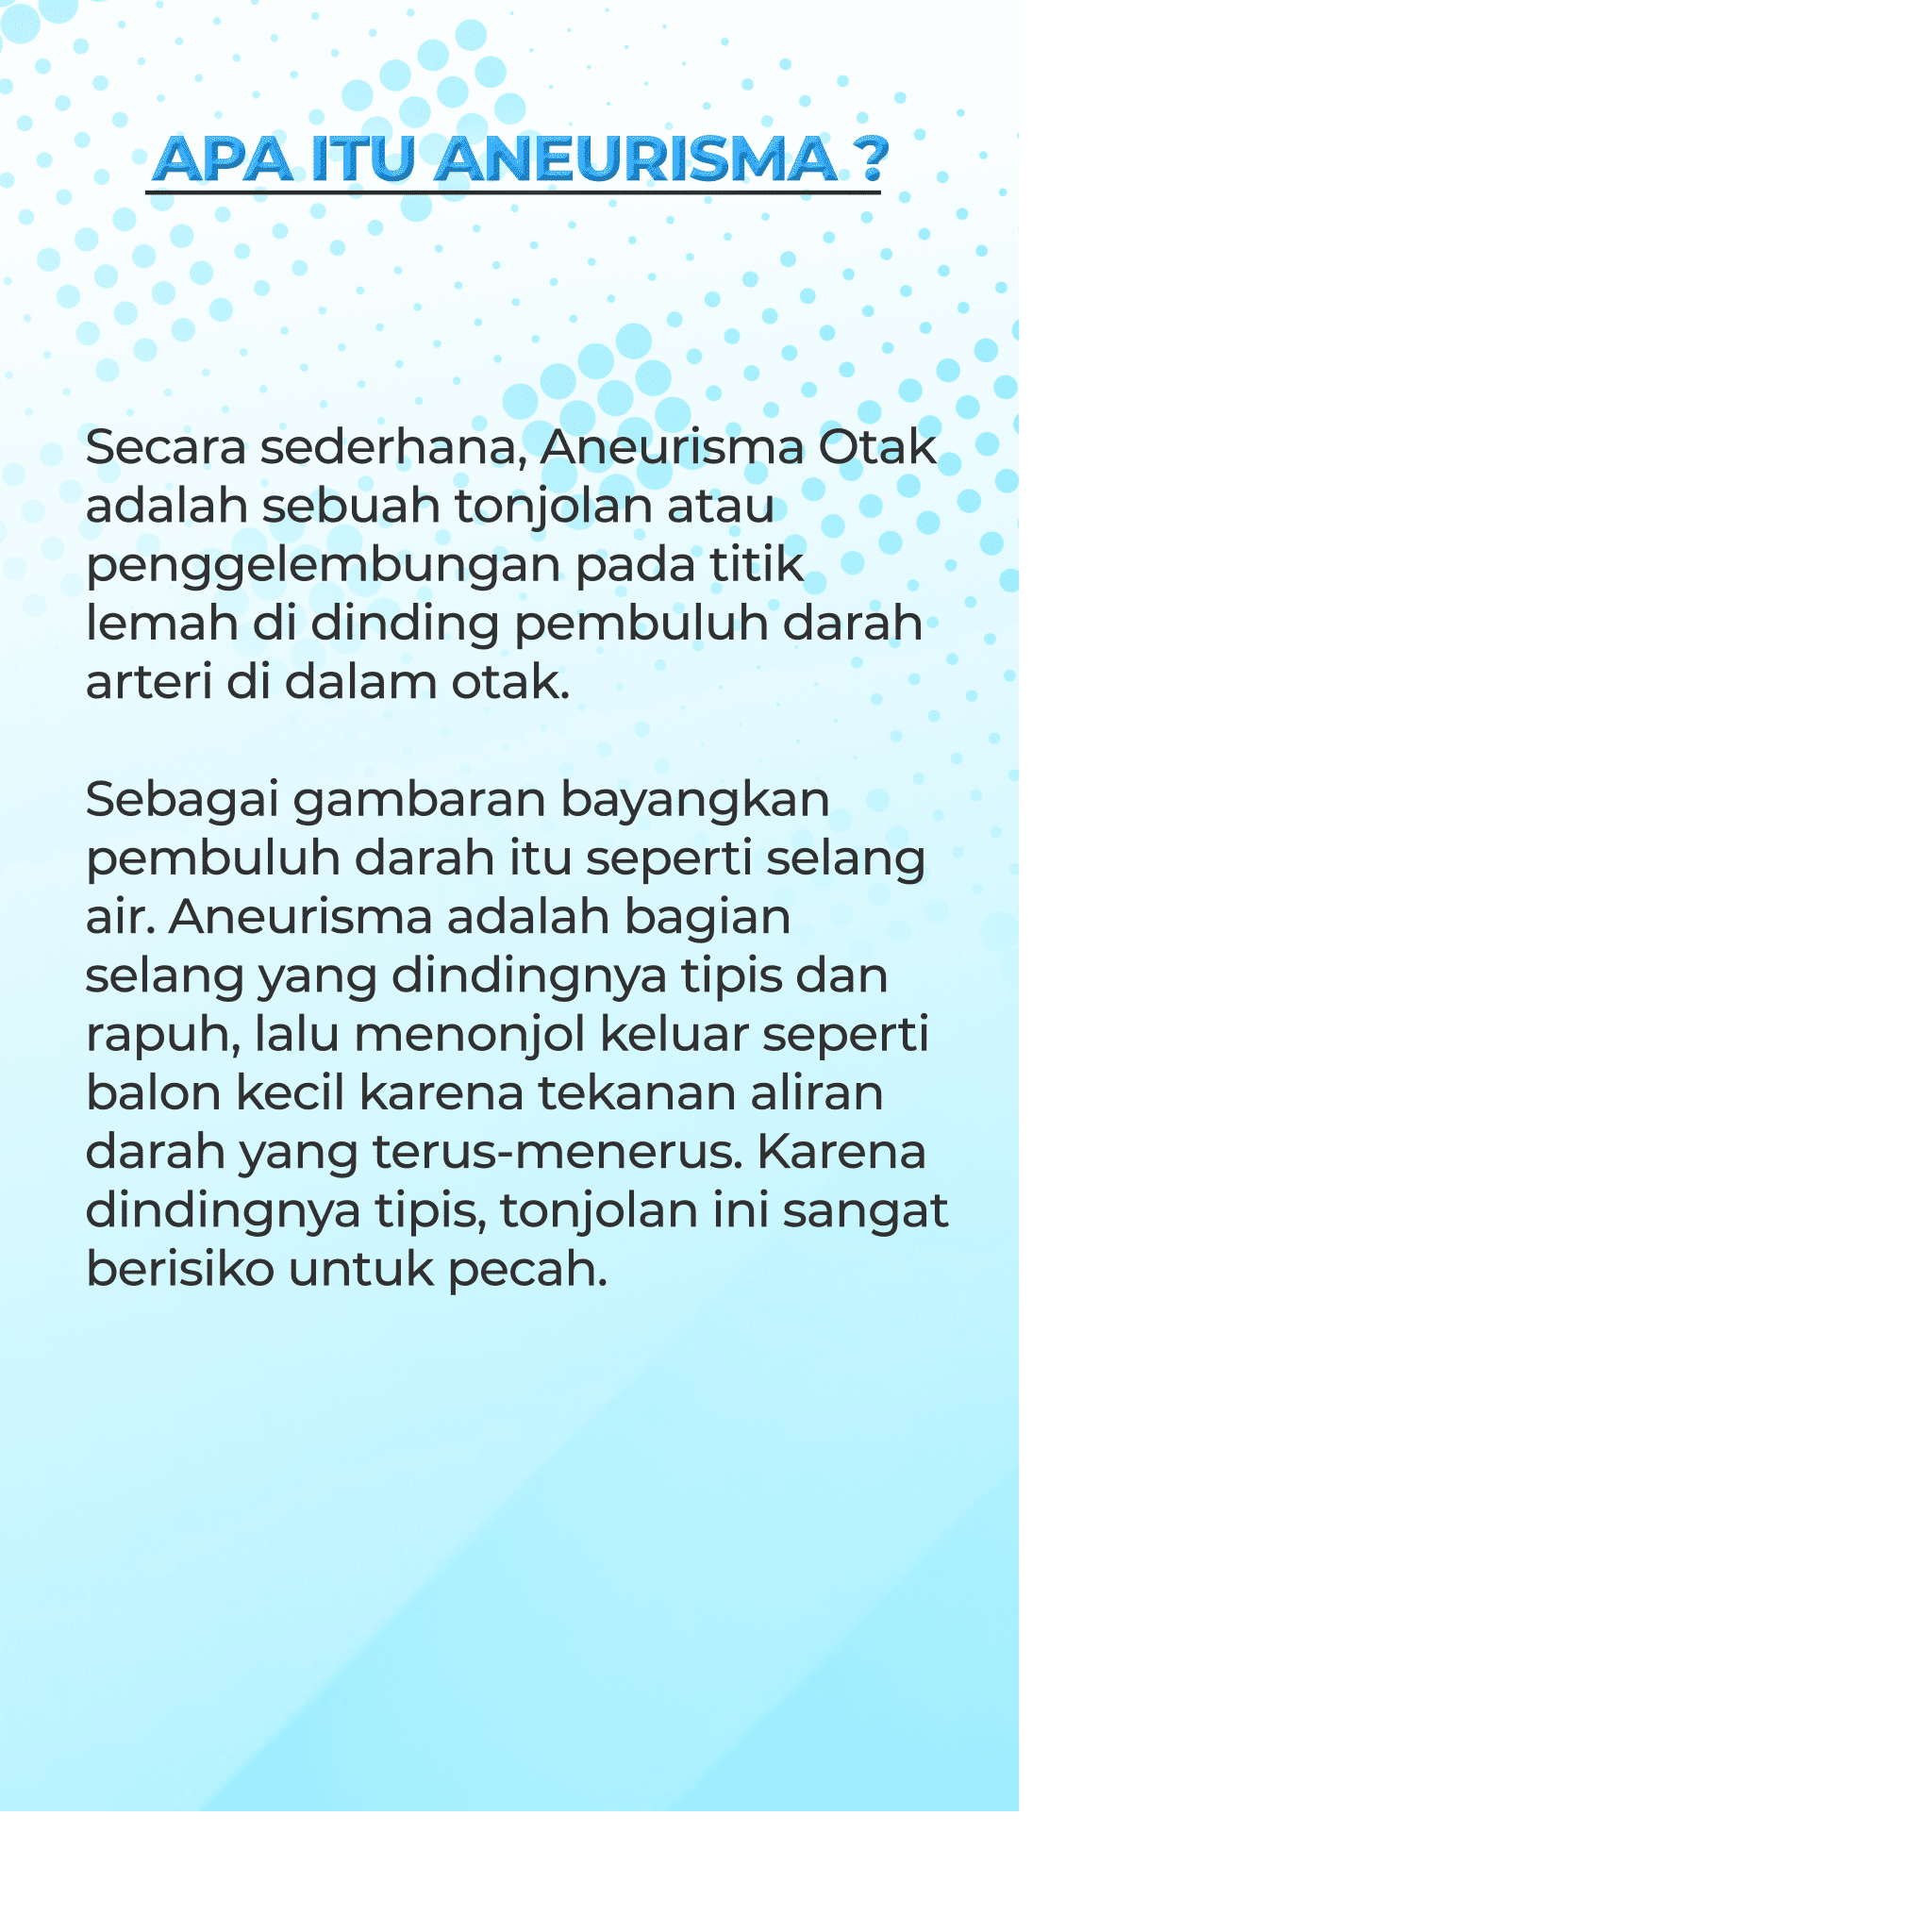 APA ITU ANEURISMA ?
Secara sederhana, Aneurisma Otak
adalah sebuah tonjolan atau
penggelembungan pada titik
lemah di dinding pembuluh darah
arteri di dalam otak.
Sebagai gambaran bayangkan
pembuluh darah itu seperti selang
air. Aneurisma adalah bagian
selang yang dindingnya tipis dan
rapuh, lalu menonjol keluar seperti
balon kecil karena tekanan aliran
darah yang terus-menerus. Karena
dindingnya tipis, tonjolan ini sangat
berisiko untuk pecah.